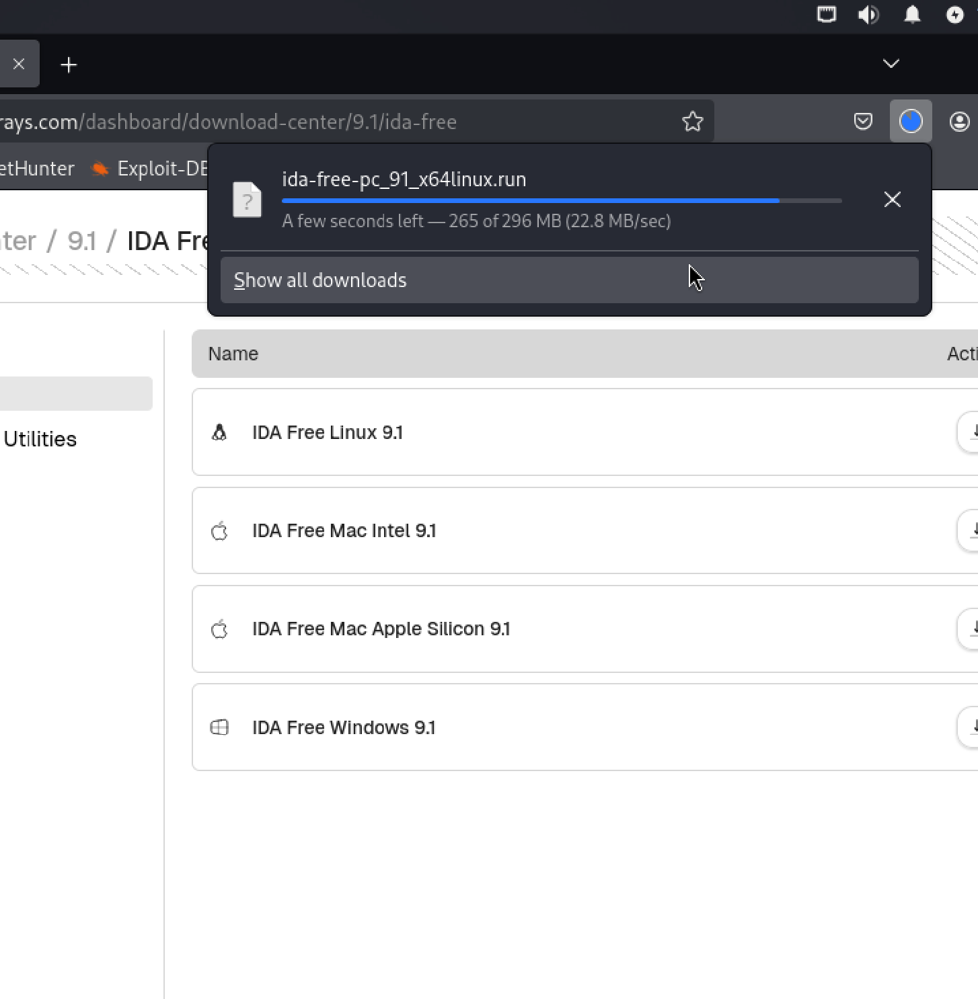 rays.com/dashboard/download-center/9.1/ida-free
etHunter Exploit-DB
ida-free-pc_91_x64linux.run
A few seconds left — 265 of 296 MB (22.8 MB/sec)
Show all downloads
ter / 9.1 / IDA Fre
Name Acti
IDA Free Linux 9.1
Utilities
IDA Free Mac Intel 9.1
IDA Free Mac Apple Silicon 9.1
IDA Free Windows 9.1